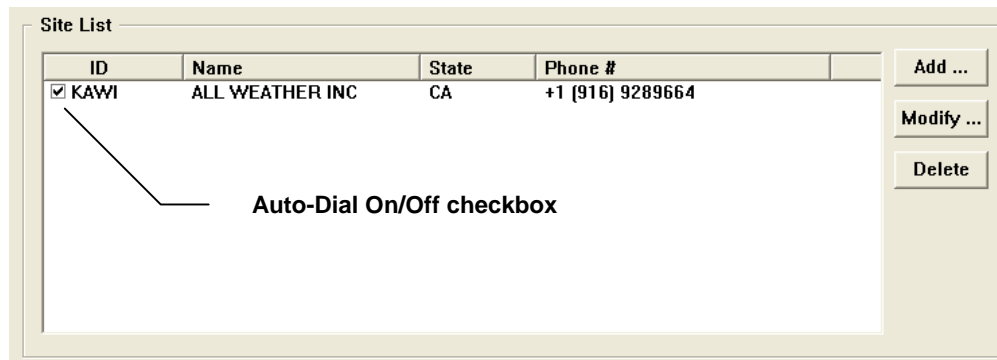 Site List
ID Name State Phone #
KAWI ALL WEATHER INC CA +1 (916) 9289664
Add ...
Modify ...
Delete
Auto-Dial On/Off checkbox